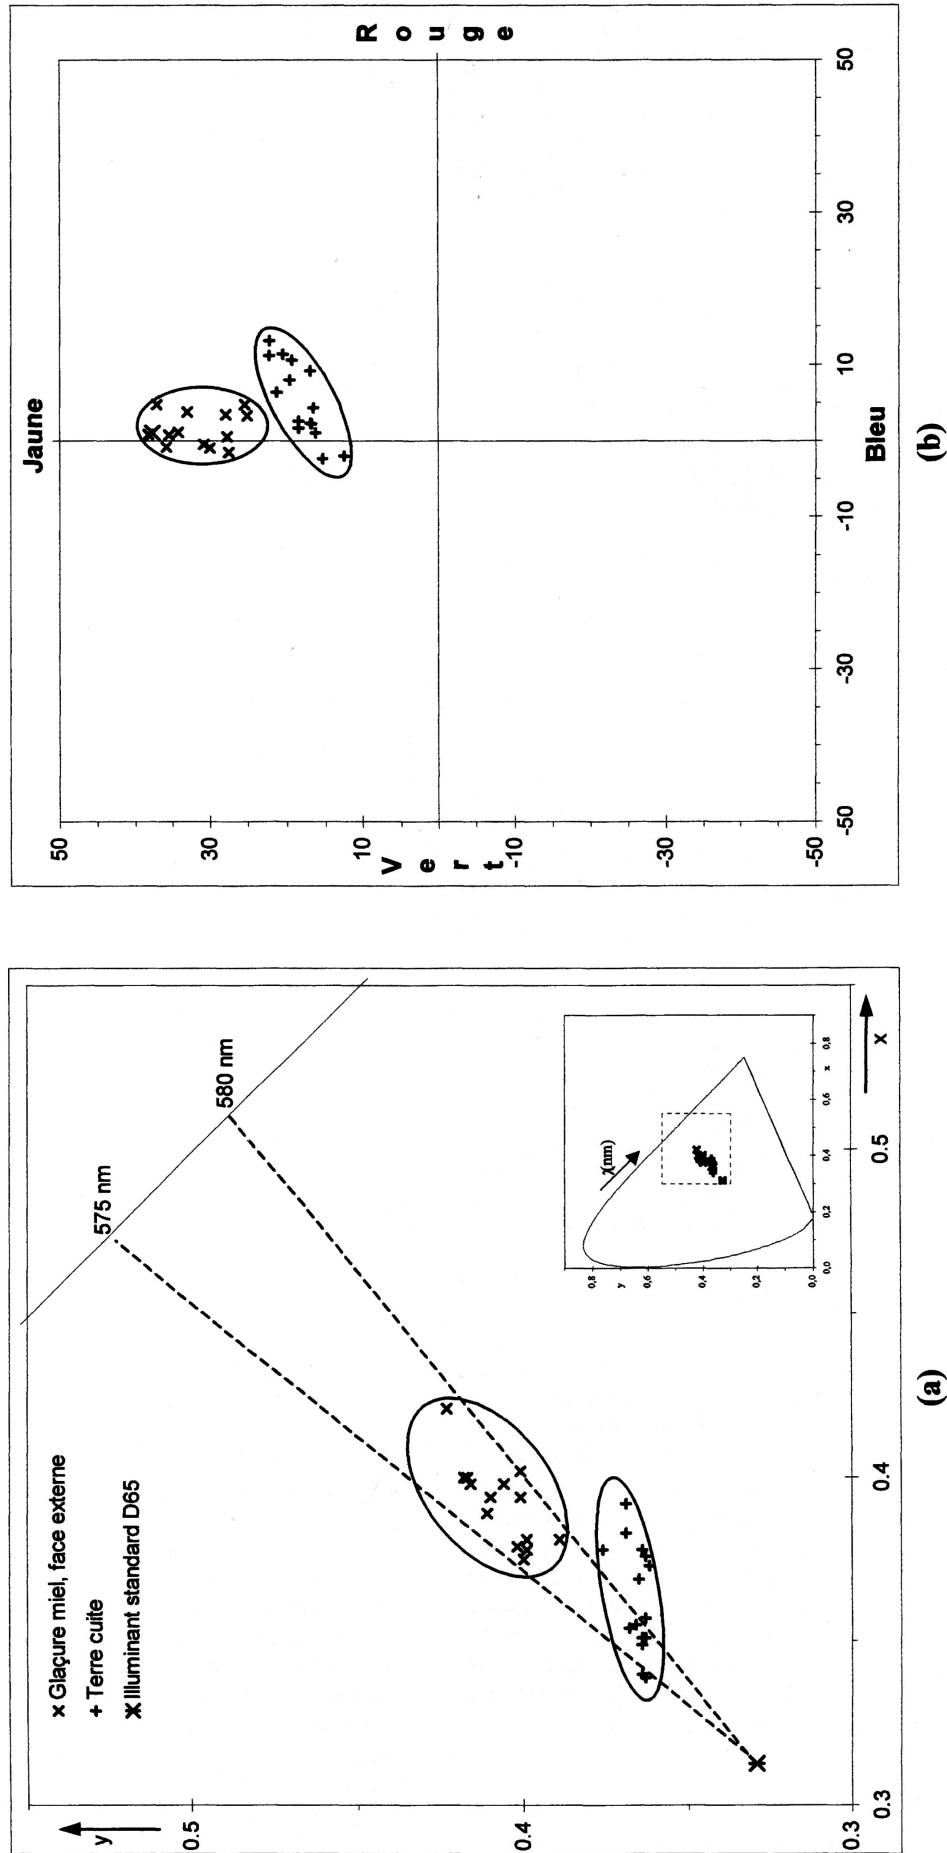 y
0.5
0.4
0.3
0.3
0.4
0.5
x
× Glaçure miel, face externe
+ Terre cuite
Ж Illuminant standard D65
575 nm
580 nm
0,8
y
0,6
0,4
0,2
0,0
0,0
0,2
0,4
0,6
x
0,8
(nm)
(a)
Jaune
50
30
10
Vert
-10
-30
-50
-50
-30
-10
10
30
50
Rouge
Bleu
(b)